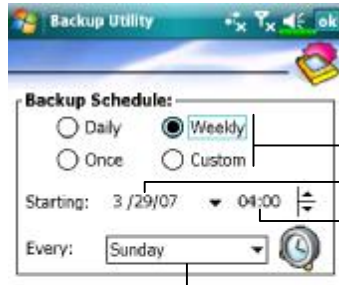 Backup Utility ok
Backup Schedule:
Daily Weekly
Once Custom
Starting: 3 /29/07 04:00
Every: Sunday